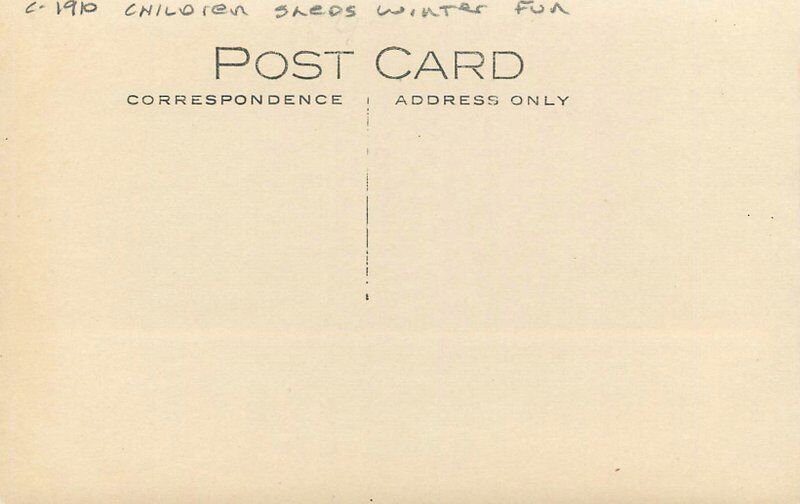 C-1910 CHILDREN SLEDS WINTER FUN
POST CARD
CORRESPONDENCE ADDRESS ONLY